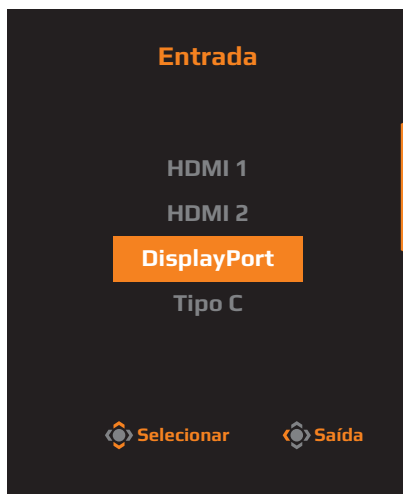 Entrada
HDMI 1
HDMI 2
DisplayPort
Tipo C
Selecionar Saída